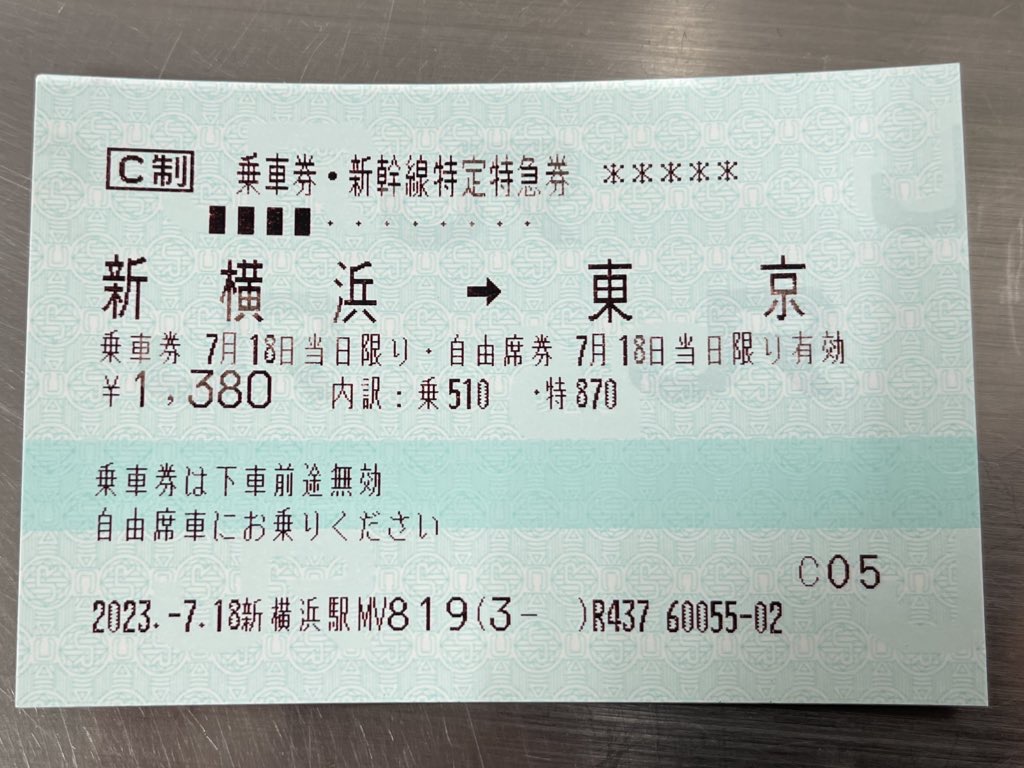 C制 乗車券・新幹線特定特急券 *****
■■■■・・・・・・・・
新横浜 → 東京
乗車券 7月18日当日限り・自由席券 7月18日当日限り有効
¥1,380 内訳:乗510 ・特870
乗車券は下車前途無効
自由席車にお乗りください
C05
2023.-7.18新横浜駅MV819(3- )R437 60055-02